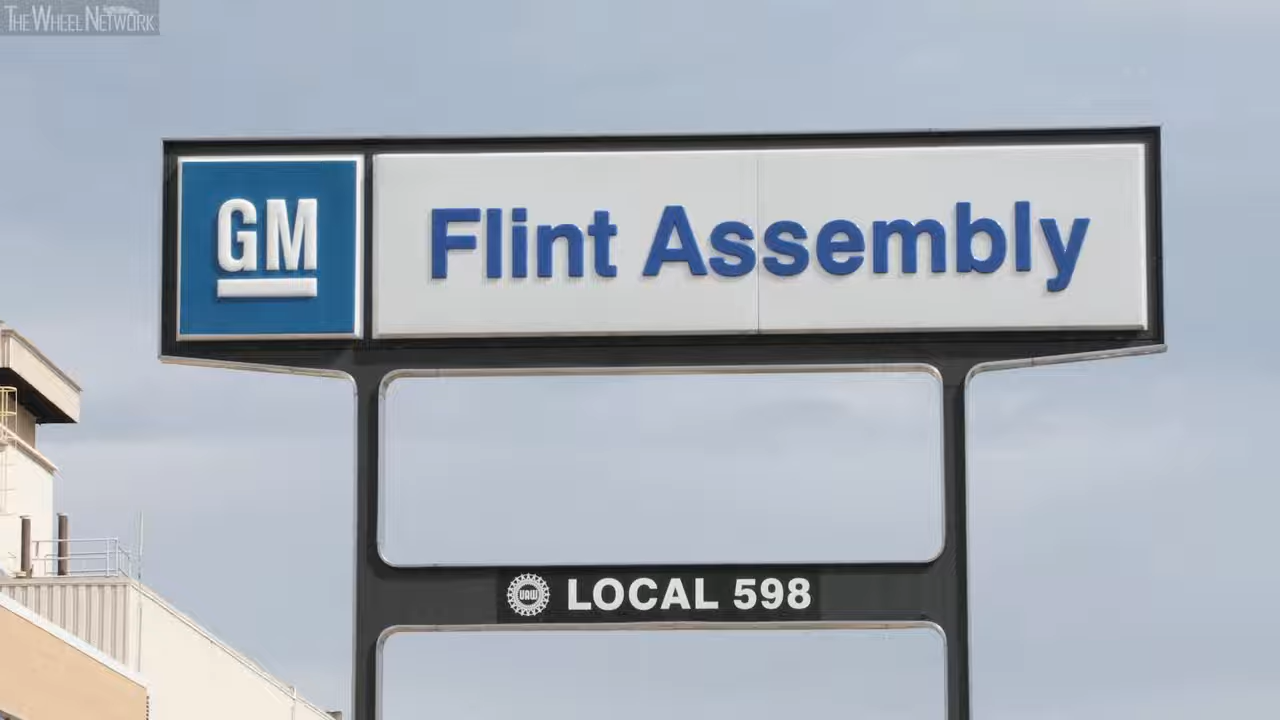 THE WHEEL NETWORK
GM
Flint Assembly
UAW
LOCAL 598